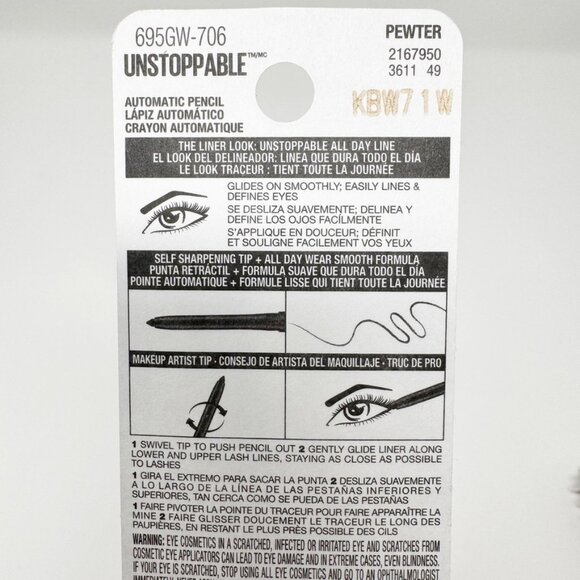 695GW-706
PEWTER
UNSTOPPABLE™/MC
2167950
3611 49
KBW71W
AUTOMATIC PENCIL
LÁPIZ AUTOMÁTICO
CRAYON AUTOMATIQUE
THE LINER LOOK: UNSTOPPABLE ALL DAY LINE
EL LOOK DEL DELINEADOR: LINEA QUE DURA TODO EL DÍA
LE LOOK TRACEUR : TIENT TOUTE LA JOURNÉE
GLIDES ON SMOOTHLY; EASILY LINES &
DEFINES EYES
SE DESLIZA SUAVEMENTE; DELINEA Y
DEFINE LOS OJOS FACILMENTE
S'APPLIQUE EN DOUCEUR; DÉFINIT
ET SOULIGNE FACILEMENT VOS YEUX
SELF SHARPENING TIP + ALL DAY WEAR SMOOTH FORMULA
PUNTA RETRÁCTIL + FORMULA SUAVE QUE DURA TODO EL DÍA
POINTE AUTOMATIQUE + FORMULE LISSE QUI TIENT TOUTE LA JOURNÉE
MAKEUP ARTIST TIP • CONSEJO DE ARTISTA DEL MAQUILLAJE • TRUC DE PRO
1 SWIVEL TIP TO PUSH PENCIL OUT 2 GENTLY GLIDE LINER ALONG
LOWER AND UPPER LASH LINES, STAYING AS CLOSE AS POSSIBLE
TO LASHES
1 GIRA EL EXTREMO PARA SACAR LA PUNTA 2 DESLIZA SUAVEMENTE
A LO LARGO DE LA LÍNEA DE LAS PESTAÑAS INFERIORES Y
SUPERIORES, TAN CERCA COMO SE PUEDA DE LAS PESTAÑAS
1 FAIRE PIVOTER LA POINTE DU TRACEUR POUR FAIRE APPARAÎTRE LA
MINE 2 FAIRE GLISSER DOUCEMENT LE TRACEUR LE LONG DES
PAUPIÈRES, EN RESTANT LE PLUS PRÈS POSSIBLE DES CILS
WARNING: EYE COSMETICS IN A SCRATCHED, INFECTED OR IRRITATED EYE AND SCRATCHES FROM
COSMETIC EYE APPLICATORS CAN LEAD TO EYE DAMAGE AND IN EXTREME CASES, EVEN BLINDNESS.
IF YOUR EYE IS SCRATCHED, STOP USING ALL EYE COSMETICS AND GO TO AN OPHTHALMOLOGIST